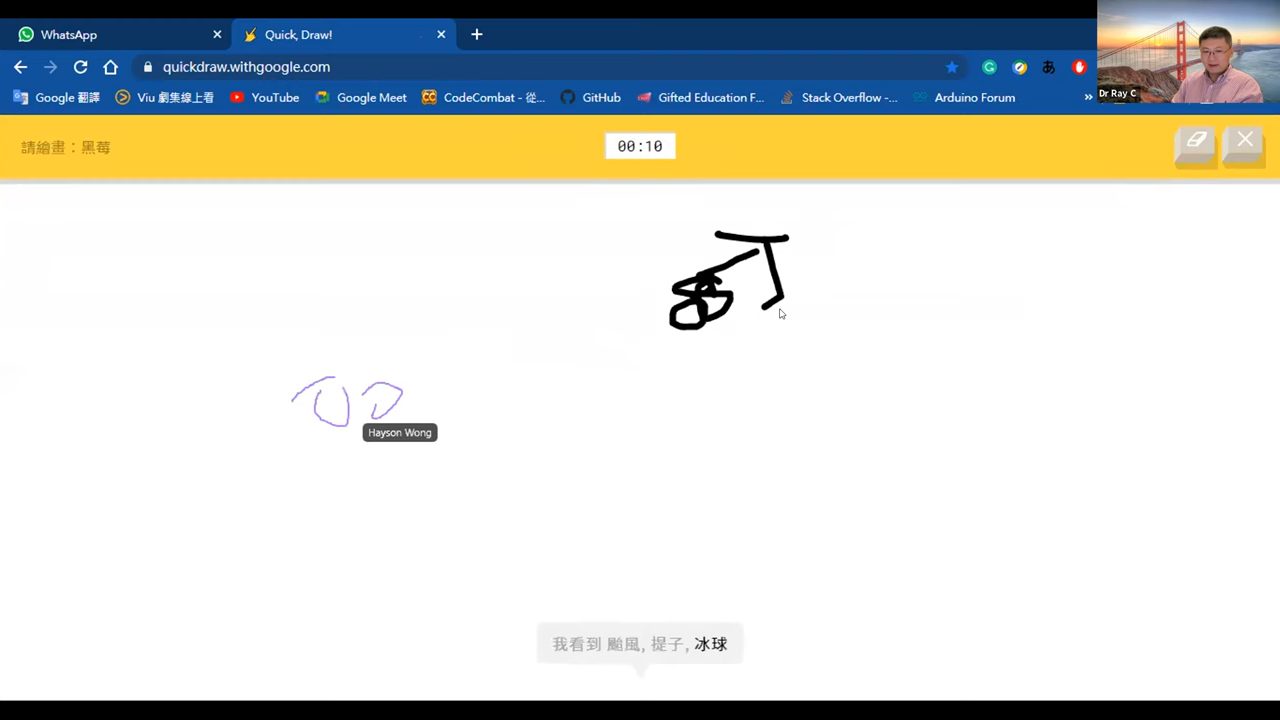 WhatsApp
Quick, Draw!
quickdraw.withgoogle.com
Google 翻譯
Viu 劇集線上看
YouTube
Google Meet
CodeCombat - 從...
GitHub
Gifted Education F...
Stack Overflow -...
Arduino Forum
»
あ
Dr Ray C
請繪畫：黑莓
00:10
Hayson Wong
我看到 颱風, 提子, 冰球